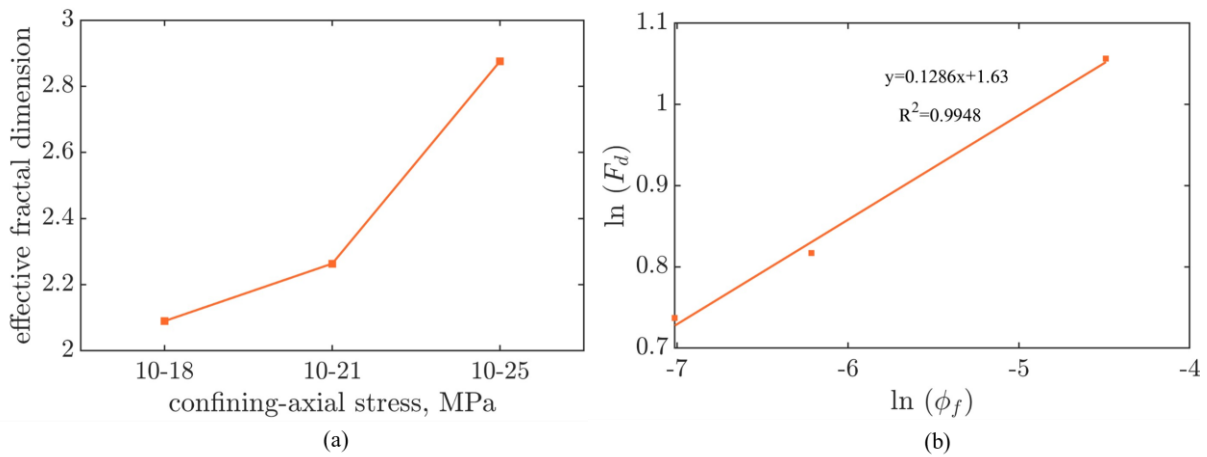 effective fractal dimension
3
2.8
2.6
2.4
2.2
2
10-18
10-21
10-25
confining-axial stress, MPa
(a)
ln (F_d)
1.1
1
0.9
0.8
0.7
y=0.1286x+1.63
R²=0.9948
-7
-6
-5
-4
ln (ϕ_f)
(b)